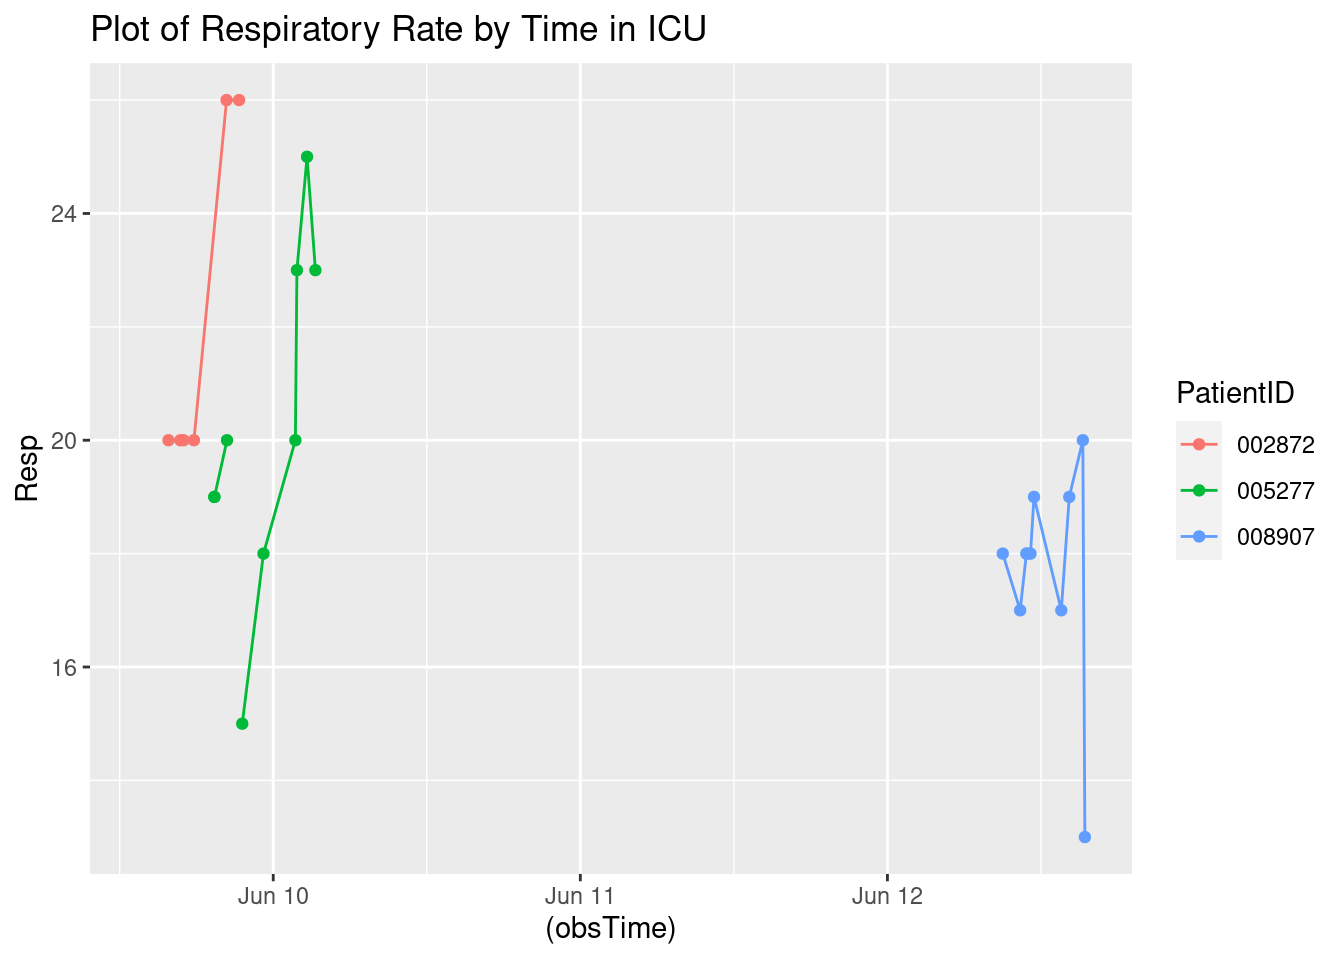 Plot of Respiratory Rate by Time in ICU
24
20
16
Resp
Jun 10
Jun 11
Jun 12
(obsTime)
PatientID
002872
005277
008907